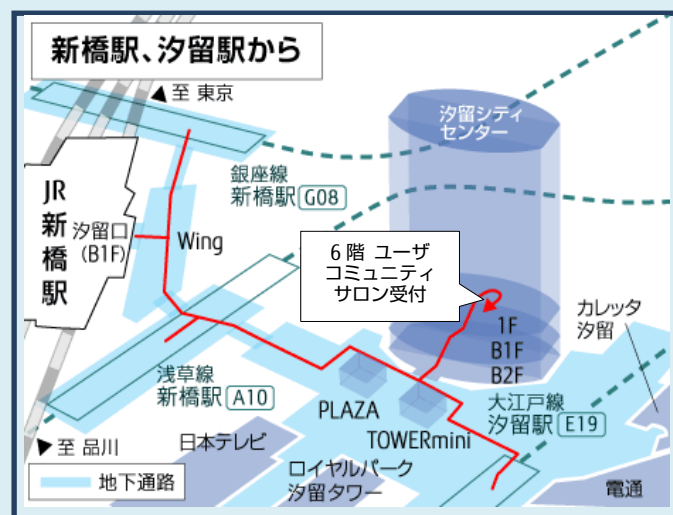 新橋駅、汐留駅から
▲至 東京
汐留シティ
センター
銀座線
新橋駅 G08
JR
新
橋
駅
汐留口
(B1F)
Wing
6階 ユーザ
コミュニティ
サロン受付
カレッタ
汐留
1F
B1F
B2F
浅草線
新橋駅 A10
大江戸線
汐留駅 E19
PLAZA
TOWERmini
▲至 品川
日本テレビ
ロイヤルパーク
汐留タワー
電通
地下通路